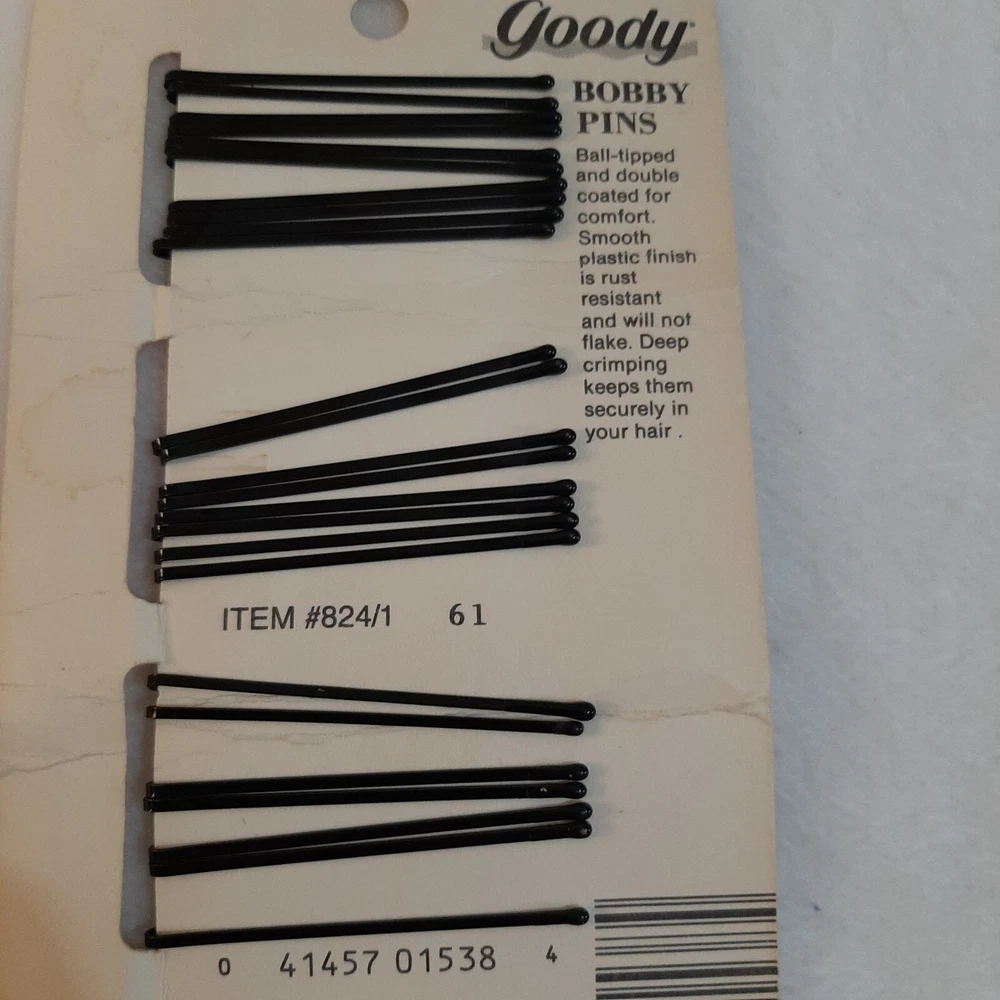 goody
BOBBY
PINS
Ball-tipped
and double
coated for
comfort.
Smooth
plastic finish
is rust
resistant
and will not
flake. Deep
crimping
keeps them
securely in
your hair .
ITEM #824/1 61
0 41457 01538 4